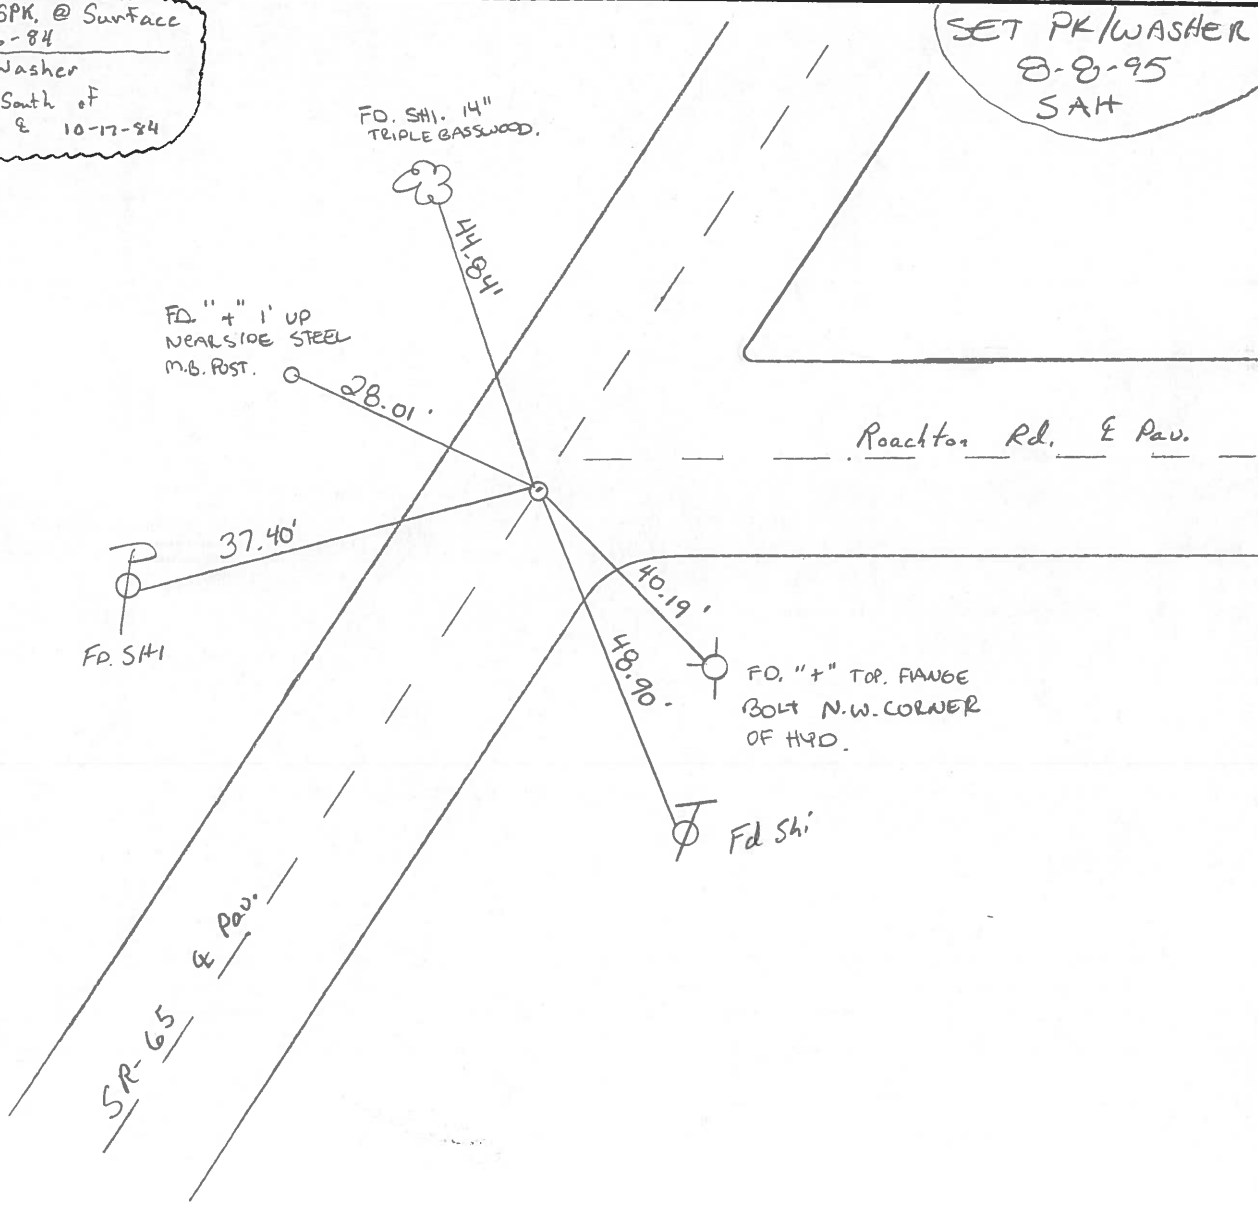 SPK. @ Surface
-84
Washer
South of
℄ 10-17-84
SET PK/WASHER
8-8-95
SAH
FD. SHI. 14"
TRIPLE BASSWOOD.
44.84'
FD. "+" 1' UP
NEARSIDE STEEL
M.B. POST.
28.01'
Roachton Rd. ℄ Pav.
37.40'
FD. SHI
40.19'
48.90'
FD. "+" TOP. FLANGE
BOLT N.W. CORNER
OF HYD.
Fd Shi
SR-65 ℄ Pav.